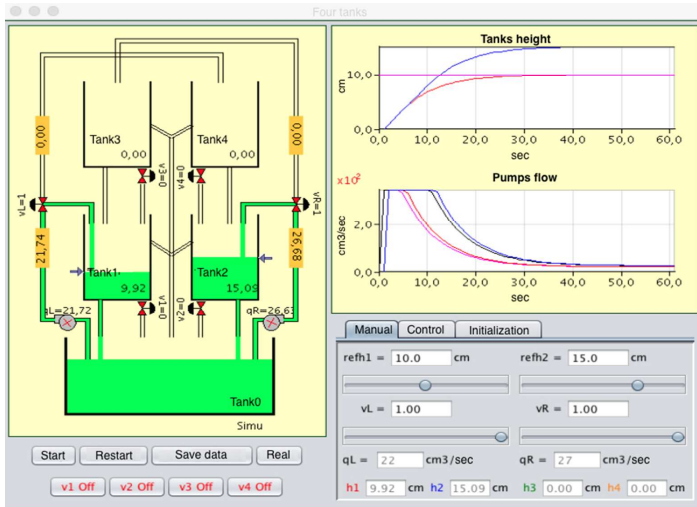 Four tanks
Tank3
0,00
Tank4
0,00
0,00
0,00
v3=0
v4=0
vL=1
vR=1
21,74
26,68
Tank1
9,92
Tank2
15,09
v1=0
v2=0
qL=21,72
qR=26,63
Tank0
Simu
Start Restart Save data Real
v1 Off v2 Off v3 Off v4 Off
Tanks height
10,0
0,0
cm
0,0 10,0 20,0 30,0 40,0 50,0 60,0
sec
x10²
Pumps flow
2,0
0,0
cm3/sec
0,0 10,0 20,0 30,0 40,0 50,0 60,0
sec
Manual Control Initialization
refh1 = 10.0 cm refh2 = 15.0 cm
vL = 1.00 vR = 1.00
qL = 22 cm3/sec qR = 27 cm3/sec
h1 9.92 cm h2 15.09 cm h3 0.00 cm h4 0.00 cm